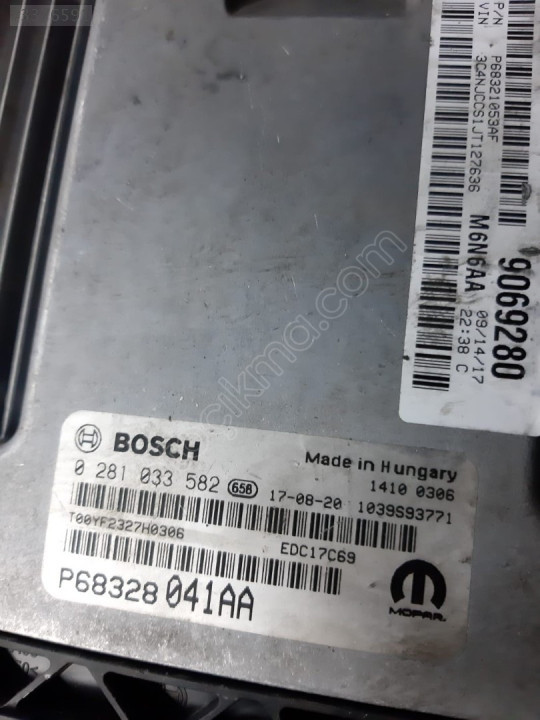 P/N P68321053AF
VIN 3C4NJCCS1JT127636
M6N6AA 09/14/17
22:38 C
9069280
cikma.com
BOSCH
Made in Hungary
0 281 033 582 658 17-08-20
1410 0306
1039S93771
T00YF2327H0306
EDC17C69
P68328 041AA
MOPAR